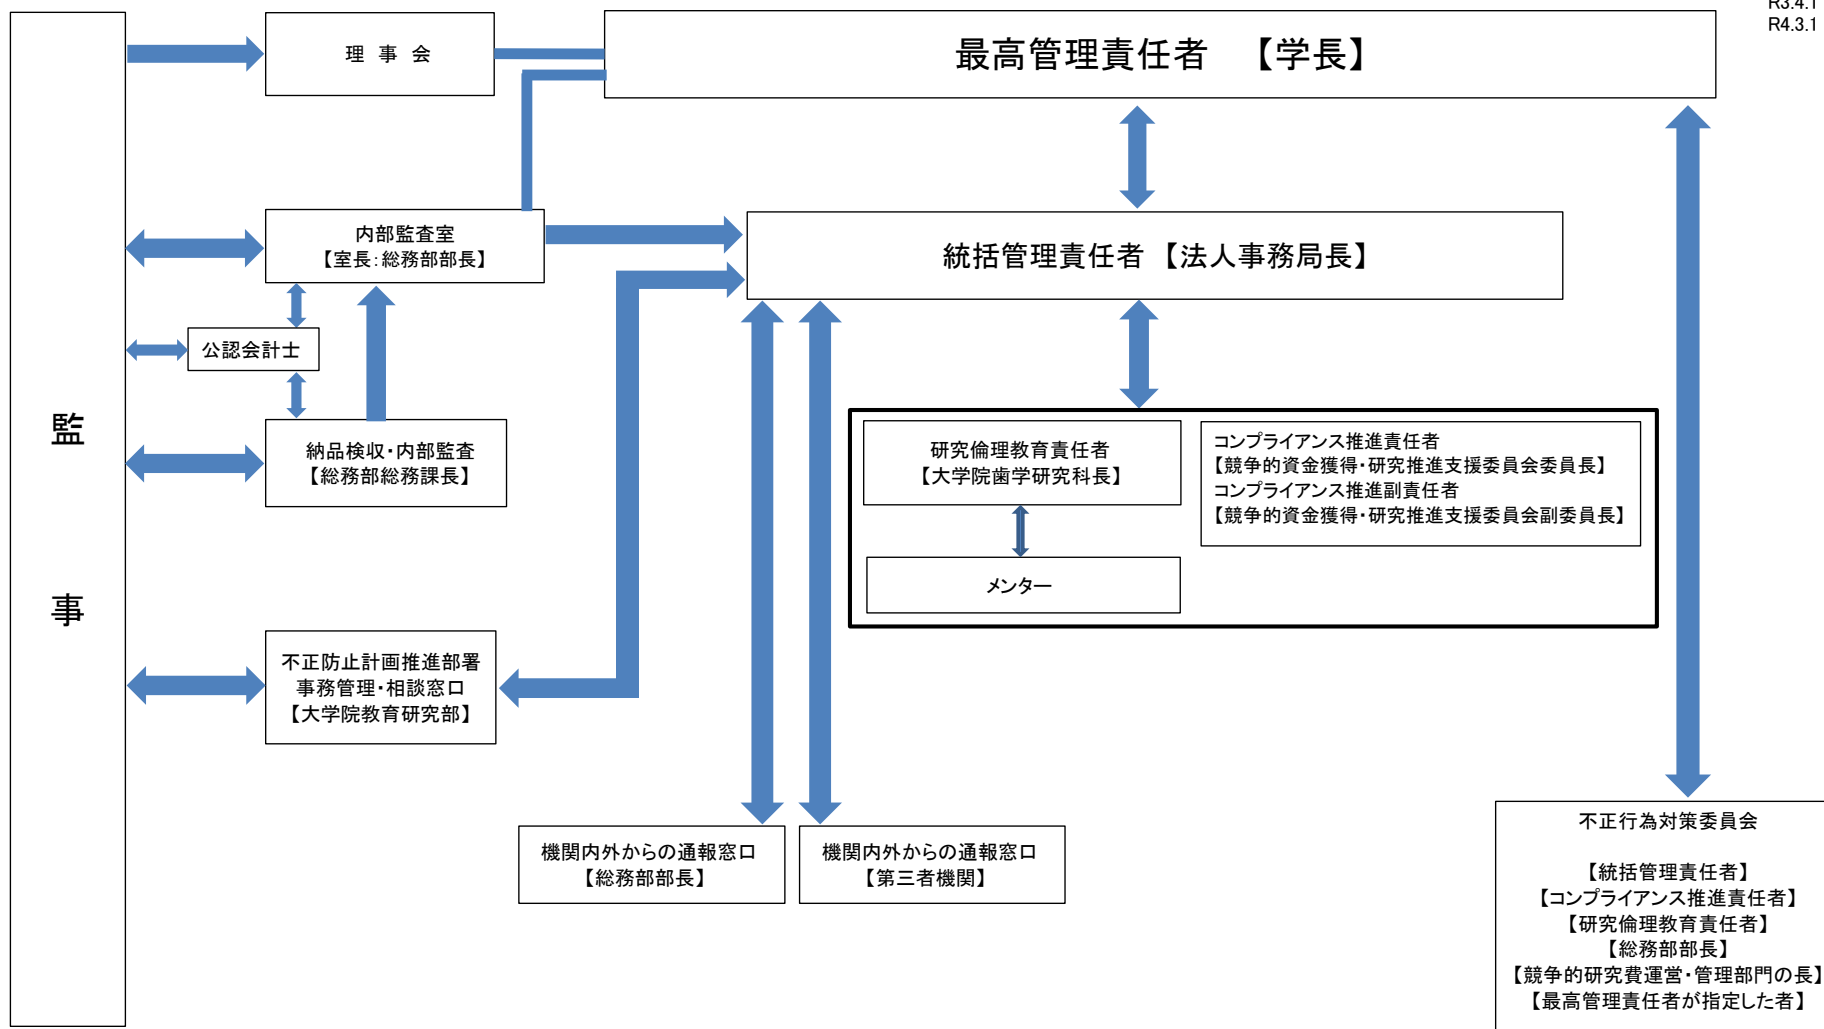 R3.4.1
R4.3.1
監
事
理 事 会
最高管理責任者 【学長】
内部監査室
【室長:総務部部長】
統括管理責任者 【法人事務局長】
公認会計士
納品検収・内部監査
【総務部総務課長】
研究倫理教育責任者
【大学院歯学研究科長】
コンプライアンス推進責任者
【競争的資金獲得・研究推進支援委員会委員長】
コンプライアンス推進副責任者
【競争的資金獲得・研究推進支援委員会副委員長】
メンター
不正防止計画推進部署
事務管理・相談窓口
【大学院教育研究部】
機関内外からの通報窓口
【総務部部長】
機関内外からの通報窓口
【第三者機関】
不正行為対策委員会
【統括管理責任者】
【コンプライアンス推進責任者】
【研究倫理教育責任者】
【総務部部長】
【競争的研究費運営・管理部門の長】
【最高管理責任者が指定した者】